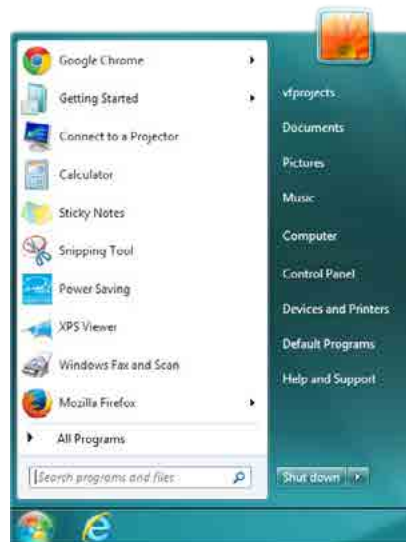 Google Chrome
Getting Started
Connect to a Projector
Calculator
Sticky Notes
Snipping Tool
Power Saving
XPS Viewer
Windows Fax and Scan
Mozilla Firefox
All Programs
Search programs and files
vfprojects
Documents
Pictures
Music
Computer
Control Panel
Devices and Printers
Default Programs
Help and Support
Shut down